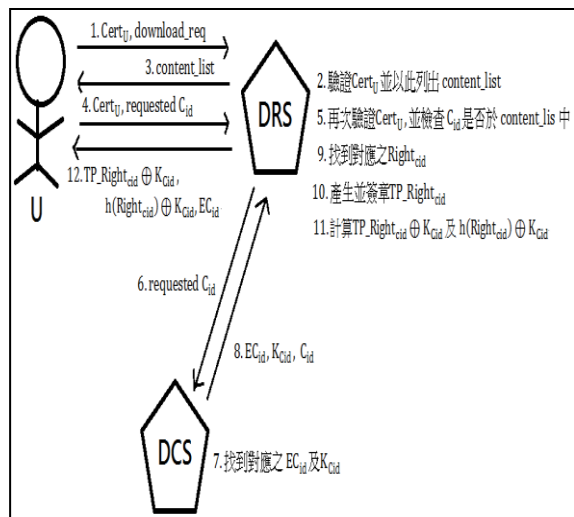 1. Cert_U, download_req
3. content_list
4. Cert_U, requested C_id
12. TP_Right_cid ⊕ K_Cid ,
h(Right_cid) ⊕ K_Cid, EC_id
U
DRS
2. 驗證Cert_U 並以此列出 content_list
5. 再次驗證Cert_U, 並檢查 C_id 是否於 content_lis 中
9. 找到對應之Right_cid
10. 產生並簽章TP_Right_cid
11. 計算TP_Right_cid ⊕ K_Cid 及 h(Right_cid) ⊕ K_Cid
6. requested C_id
8. EC_id, K_Cid, C_id
DCS
7. 找到對應之 EC_id 及K_Cid